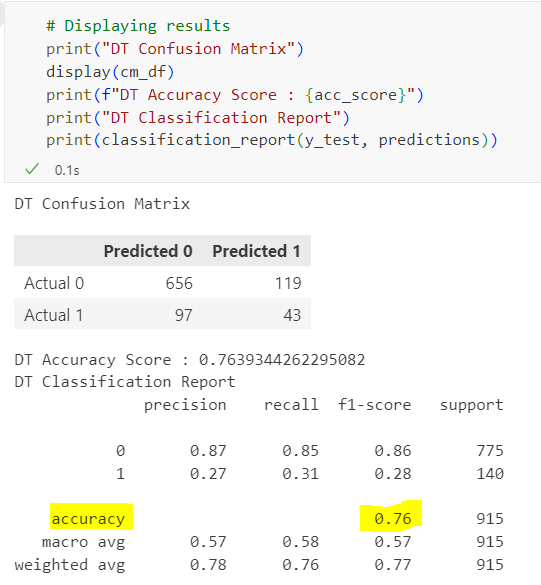 # Displaying results
print("DT Confusion Matrix")
display(cm_df)
print(f"DT Accuracy Score : {acc_score}")
print("DT Classification Report")
print(classification_report(y_test, predictions))
✓ 0.1s
DT Confusion Matrix
Predicted 0 Predicted 1
Actual 0 656 119
Actual 1 97 43
DT Accuracy Score : 0.7639344262295082
DT Classification Report
precision recall f1-score support
0 0.87 0.85 0.86 775
1 0.27 0.31 0.28 140
accuracy 0.76 915
macro avg 0.57 0.58 0.57 915
weighted avg 0.78 0.76 0.77 915